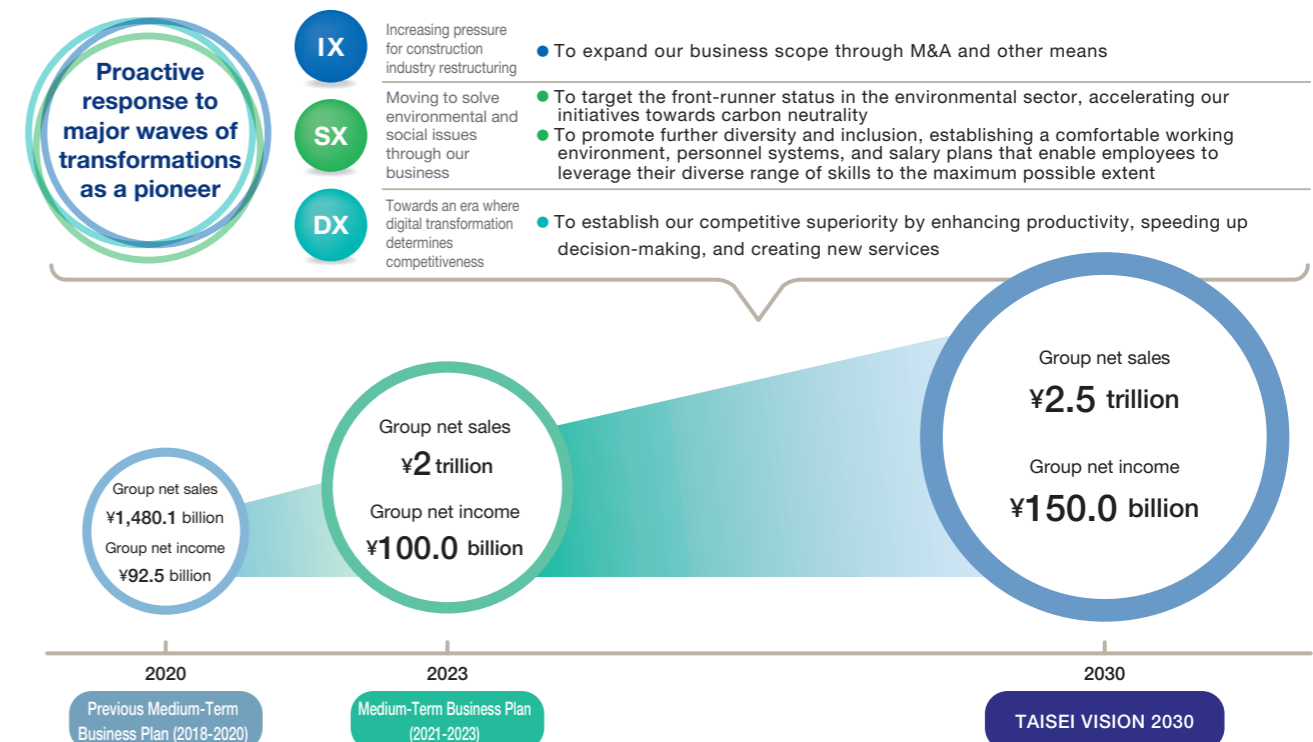 Proactive
response to
major waves of
transformations
as a pioneer
IX
Increasing pressure
for construction
industry restructuring
● To expand our business scope through M&A and other means
SX
Moving to solve
environmental and
social issues
through our
business
● To target the front-runner status in the environmental sector, accelerating our
initiatives towards carbon neutrality
● To promote further diversity and inclusion, establishing a comfortable working
environment, personnel systems, and salary plans that enable employees to
leverage their diverse range of skills to the maximum possible extent
DX
Towards an era where
digital transformation
determines
competitiveness
● To establish our competitive superiority by enhancing productivity, speeding up
decision-making, and creating new services
Group net sales
¥1,480.1 billion
Group net income
¥92.5 billion
Group net sales
¥2 trillion
Group net income
¥100.0 billion
Group net sales
¥2.5 trillion
Group net income
¥150.0 billion
2020
2023
2030
Previous Medium-Term
Business Plan (2018-2020)
Medium-Term Business Plan
(2021-2023)
TAISEI VISION 2030